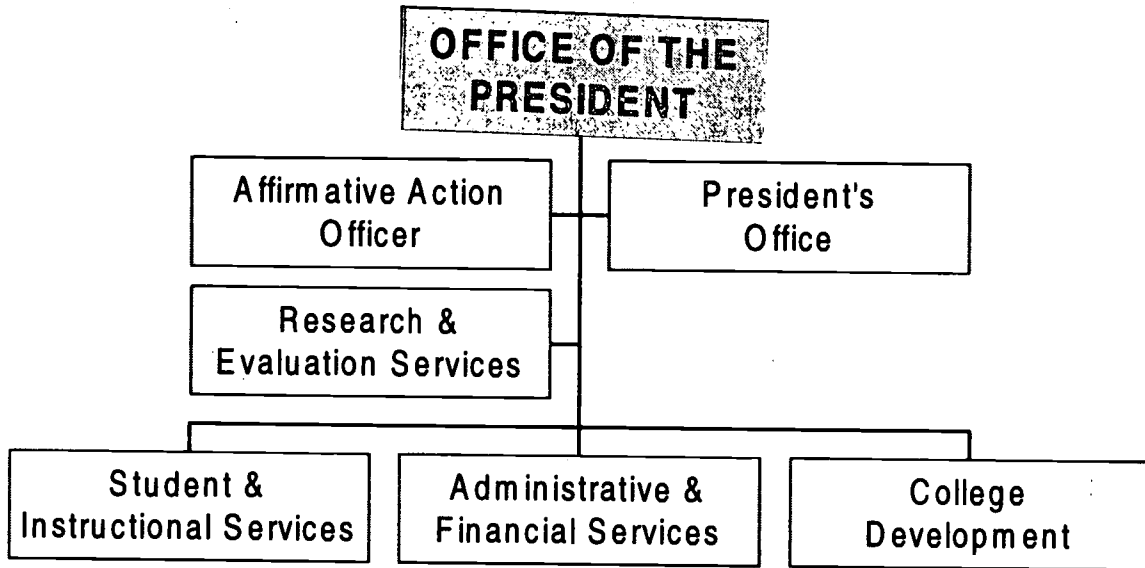 OFFICE OF THE
PRESIDENT
Affirmative Action
Officer
President's
Office
Research &
Evaluation Services
Student &
Instructional Services
Administrative &
Financial Services
College
Development